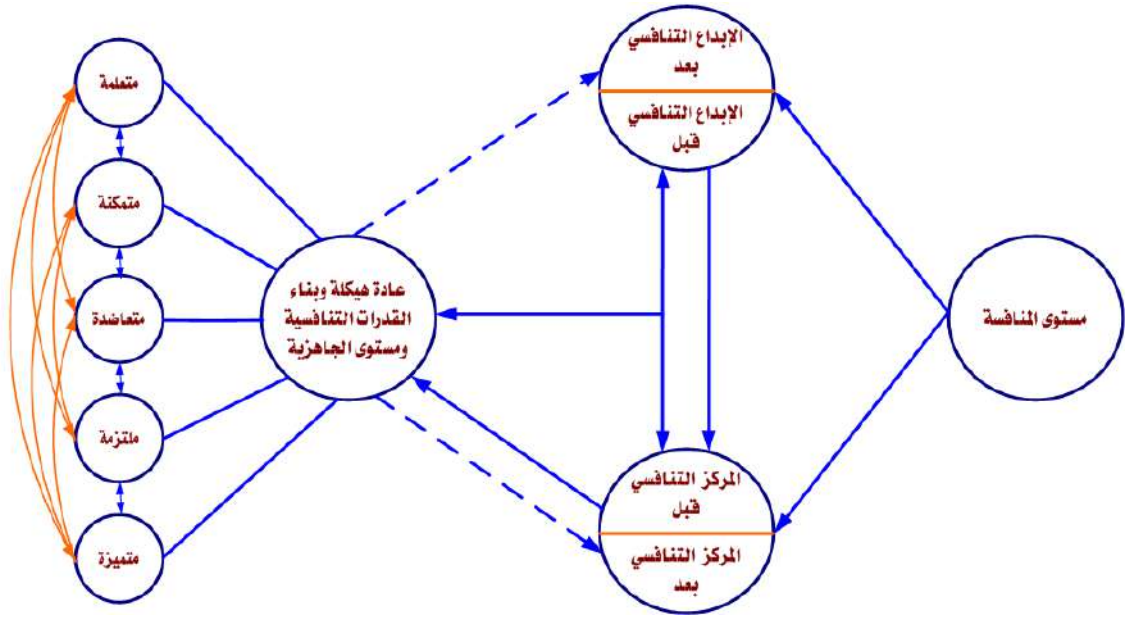 الإبداع التنافسي
بعد
الإبداع التنافسي
قبل
مستوى المنافسة
المركز التنافسي
قبل
المركز التنافسي
بعد
عادة هيكلة وبناء
القدرات التنافسية
ومستوى الجاهزية
متعلمة
متمكنة
متعاضدة
ملتزمة
متميزة